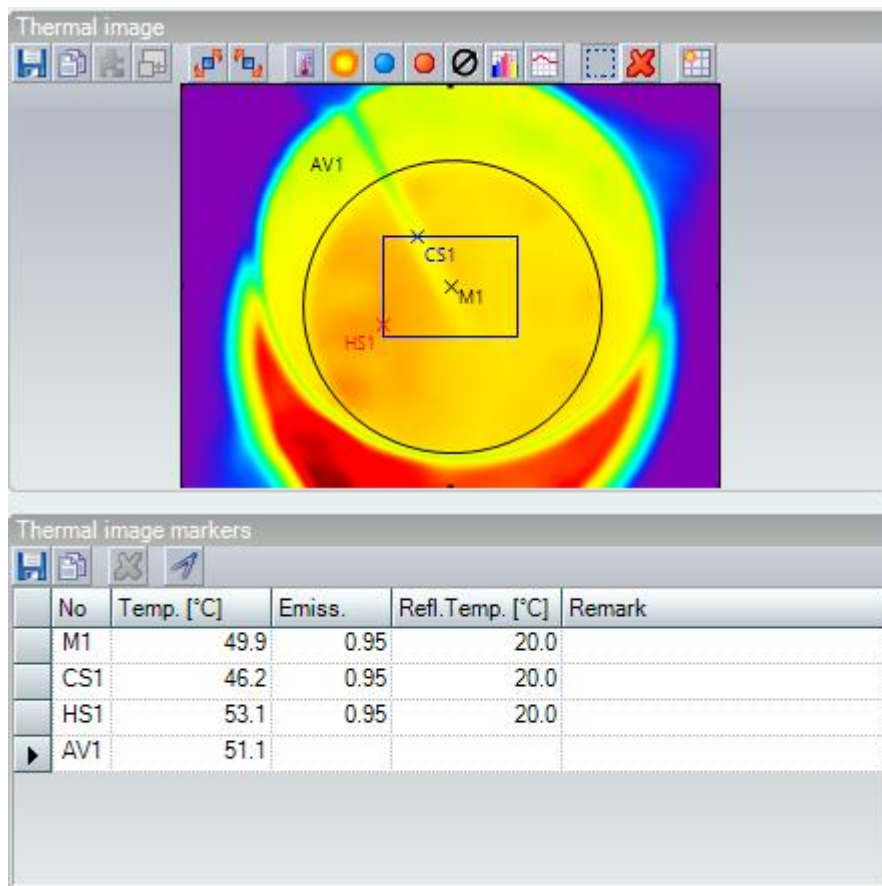 Thermal image
AV1
CS1
M1
HS1
Thermal image markers
No Temp. [°C] Emiss. Refl.Temp. [°C] Remark
M1 49.9 0.95 20.0
CS1 46.2 0.95 20.0
HS1 53.1 0.95 20.0
AV1 51.1